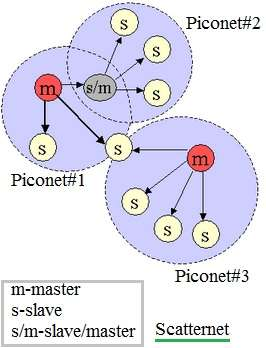 Piconet#2
s
s
s
m
s/m
s
s
Piconet#1
m
s
s
s
Piconet#3
m-master
s-slave
s/m-slave/master
Scatternet